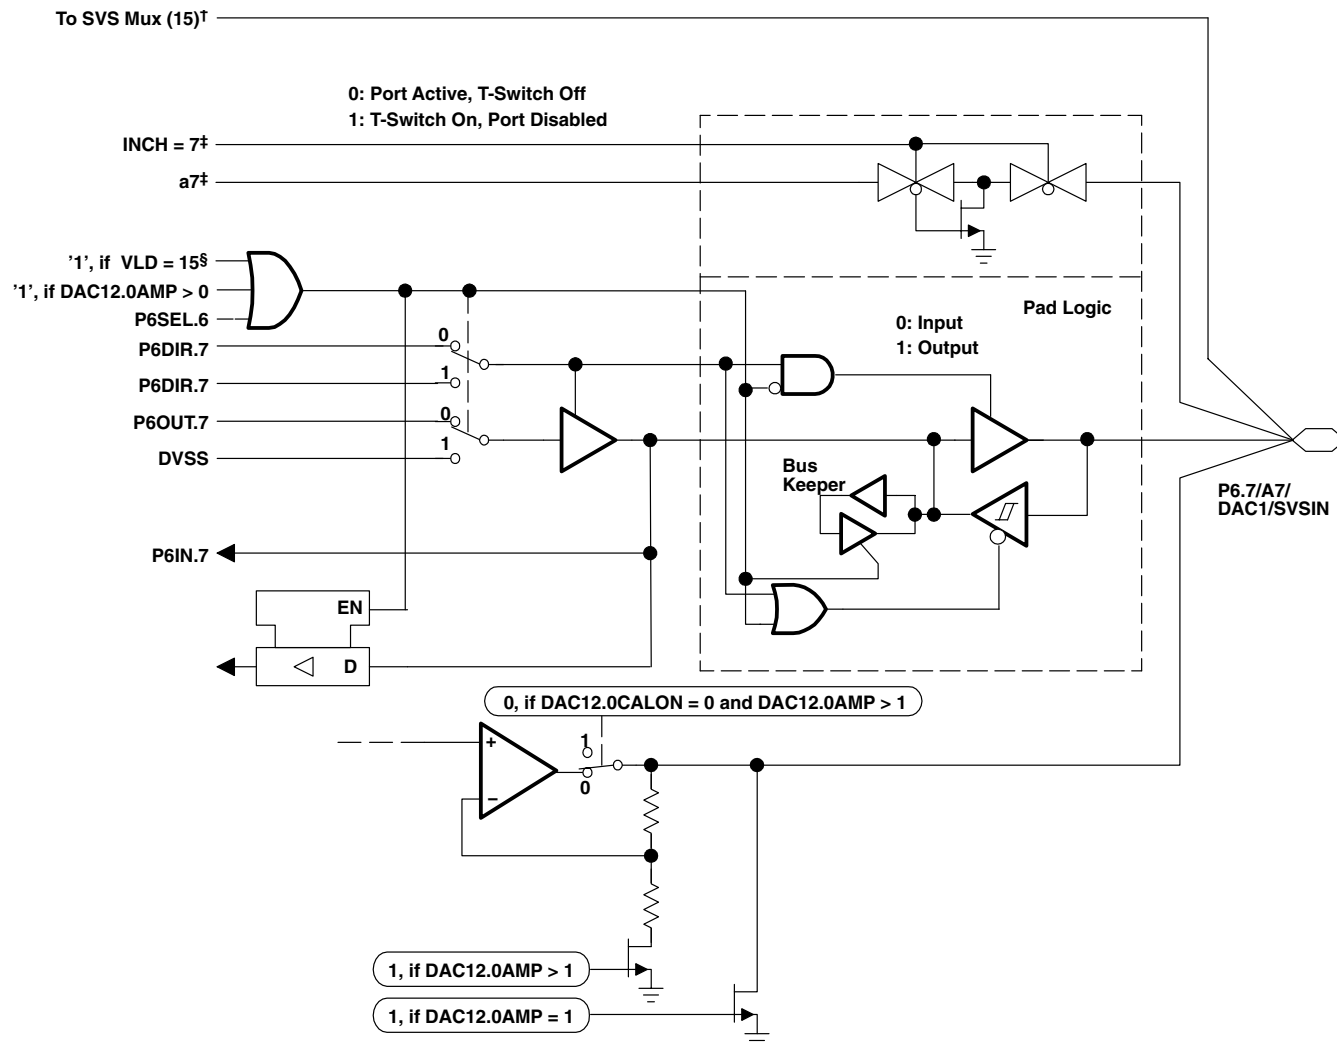 To SVS Mux (15)†
0: Port Active, T-Switch Off
1: T-Switch On, Port Disabled
INCH = 7‡
a7‡
'1', if VLD = 15§
'1', if DAC12.0AMP > 0
P6SEL.6
P6DIR.7
0
P6DIR.7
1
P6OUT.7
0
DVSS
1
Pad Logic
0: Input
1: Output
Bus
Keeper
P6.7/A7/
DAC1/SVSIN
P6IN.7
EN
D
0, if DAC12.0CALON = 0 and DAC12.0AMP > 1
+
−
1
0
1, if DAC12.0AMP > 1
1, if DAC12.0AMP = 1